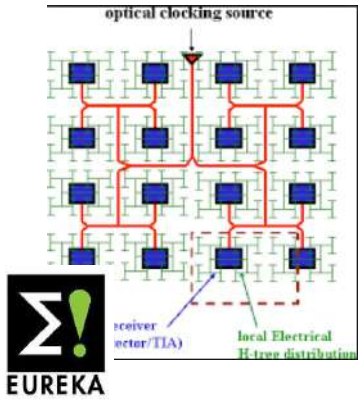 optical clocking source
eceiver
ector/TIA)
local Electrical
H-tree distribution
Σ!
EUREKA